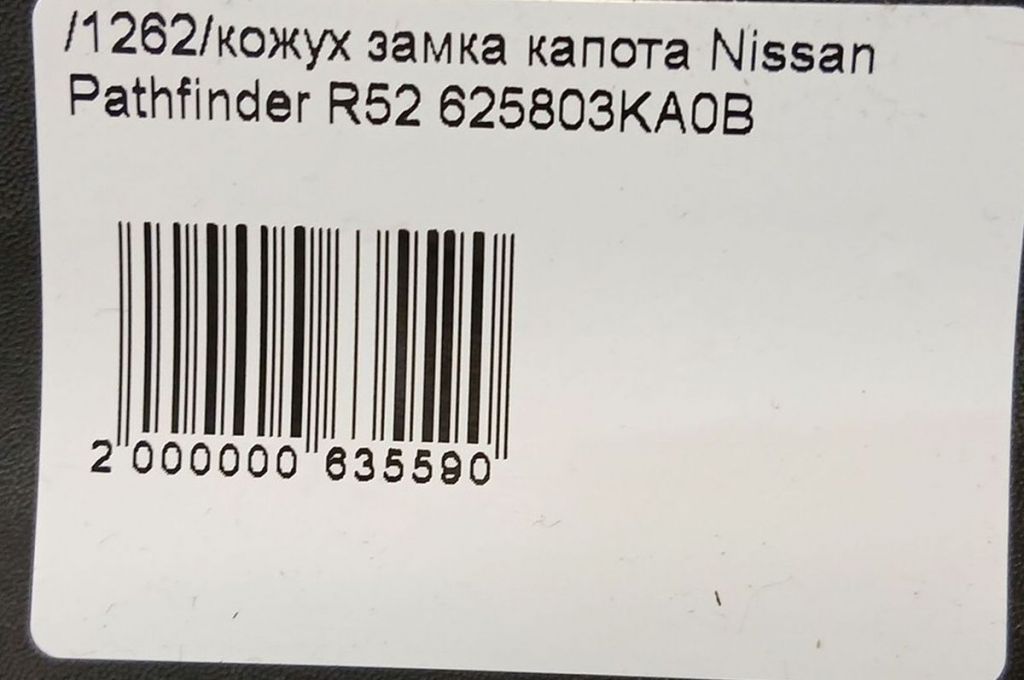 /1262/кожух замка капота Nissan
Pathfinder R52 625803KA0B
2 000000 635590